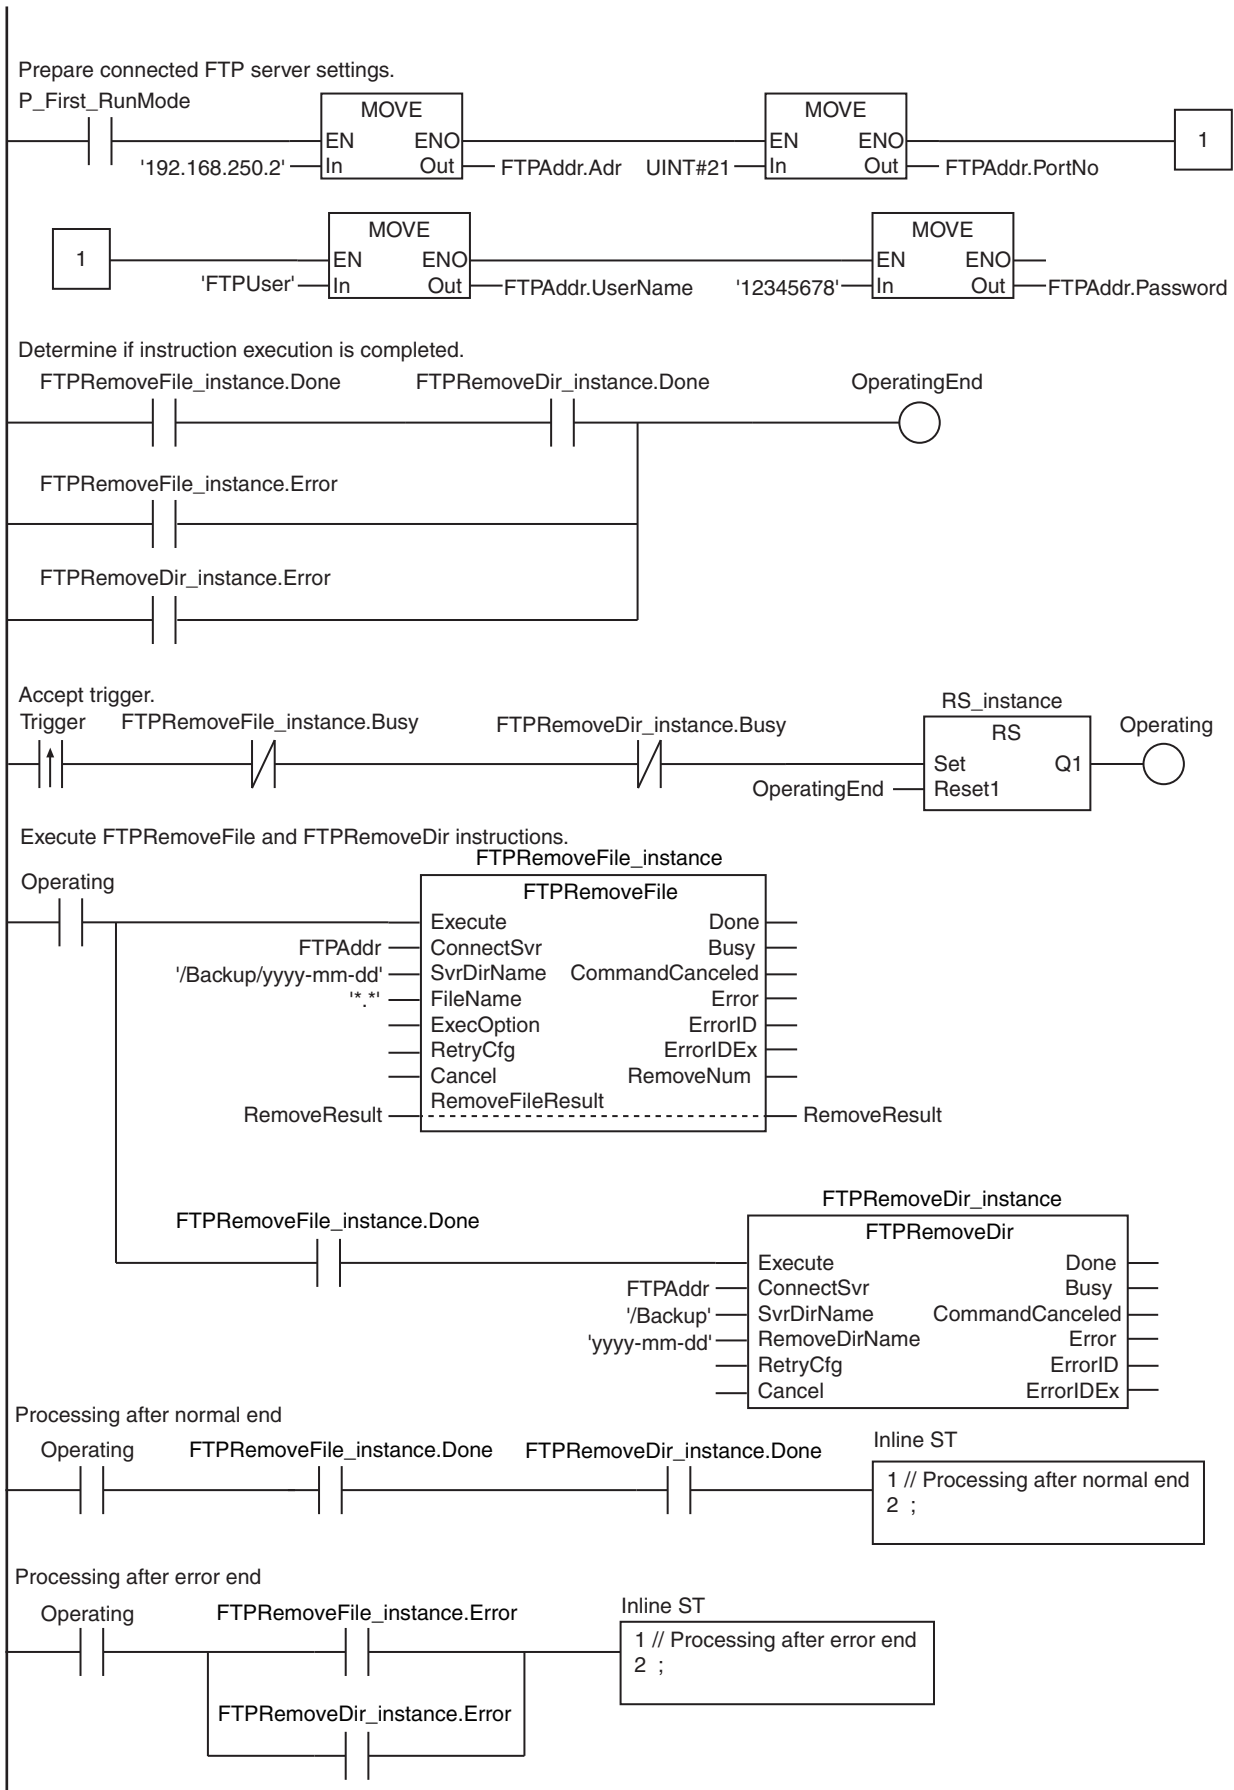 Prepare connected FTP server settings.
P_First_RunMode
MOVE
MOVE
EN ENO
EN ENO
1
'192.168.250.2' In Out FTPAddr.Adr
UINT#21 In Out FTPAddr.PortNo
MOVE
MOVE
1
EN ENO
EN ENO
'FTPUser' In Out FTPAddr.UserName
'12345678' In Out FTPAddr.Password
Determine if instruction execution is completed.
FTPRemoveFile_instance.Done FTPRemoveDir_instance.Done OperatingEnd
FTPRemoveFile_instance.Error
FTPRemoveDir_instance.Error
Accept trigger.
RS_instance
Trigger FTPRemoveFile_instance.Busy FTPRemoveDir_instance.Busy RS Operating
Set Q1
OperatingEnd Reset1
Execute FTPRemoveFile and FTPRemoveDir instructions.
FTPRemoveFile_instance
Operating
FTPRemoveFile
Execute Done
FTPAddr ConnectSvr Busy
'/Backup/yyyy-mm-dd' SvrDirName CommandCanceled
'*.*' FileName Error
ExecOption ErrorID
RetryCfg ErrorIDEx
Cancel RemoveNum
RemoveFileResult
RemoveResult RemoveResult
FTPRemoveDir_instance
FTPRemoveFile_instance.Done
FTPRemoveDir
Execute Done
FTPAddr ConnectSvr Busy
'/Backup' SvrDirName CommandCanceled
'yyyy-mm-dd' RemoveDirName Error
RetryCfg ErrorID
Cancel ErrorIDEx
Processing after normal end
Operating FTPRemoveFile_instance.Done FTPRemoveDir_instance.Done Inline ST
1 // Processing after normal end
2 ;
Processing after error end
Operating FTPRemoveFile_instance.Error Inline ST
1 // Processing after error end
2 ;
FTPRemoveDir_instance.Error